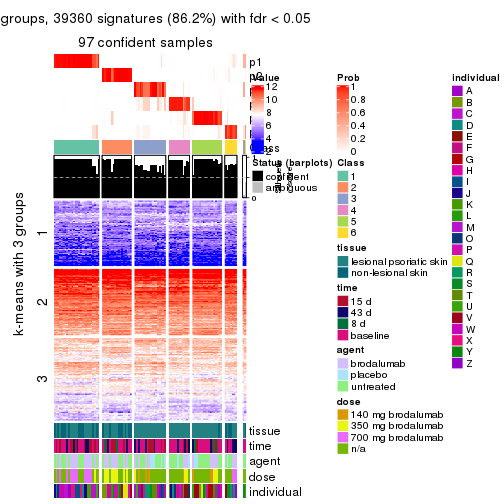 groups, 39360 signatures (86.2%) with fdr < 0.05
97 confident samples
p1
Value
12
10
8
6
4
2
Prob
1
0.8
0.6
0.4
0.2
0
Status (barplots)
confident
ambiguous
Class
1
2
3
4
5
6
tissue
lesional psoriatic skin
non-lesional skin
time
15 d
43 d
8 d
baseline
agent
brodalumab
placebo
untreated
dose
140 mg brodalumab
350 mg brodalumab
700 mg brodalumab
n/a
individual
A
B
C
D
E
F
G
H
I
J
K
L
M
O
P
Q
R
S
T
U
V
W
X
Y
Z
k-means with 3 groups
1
2
3
tissue
time
agent
dose
individual